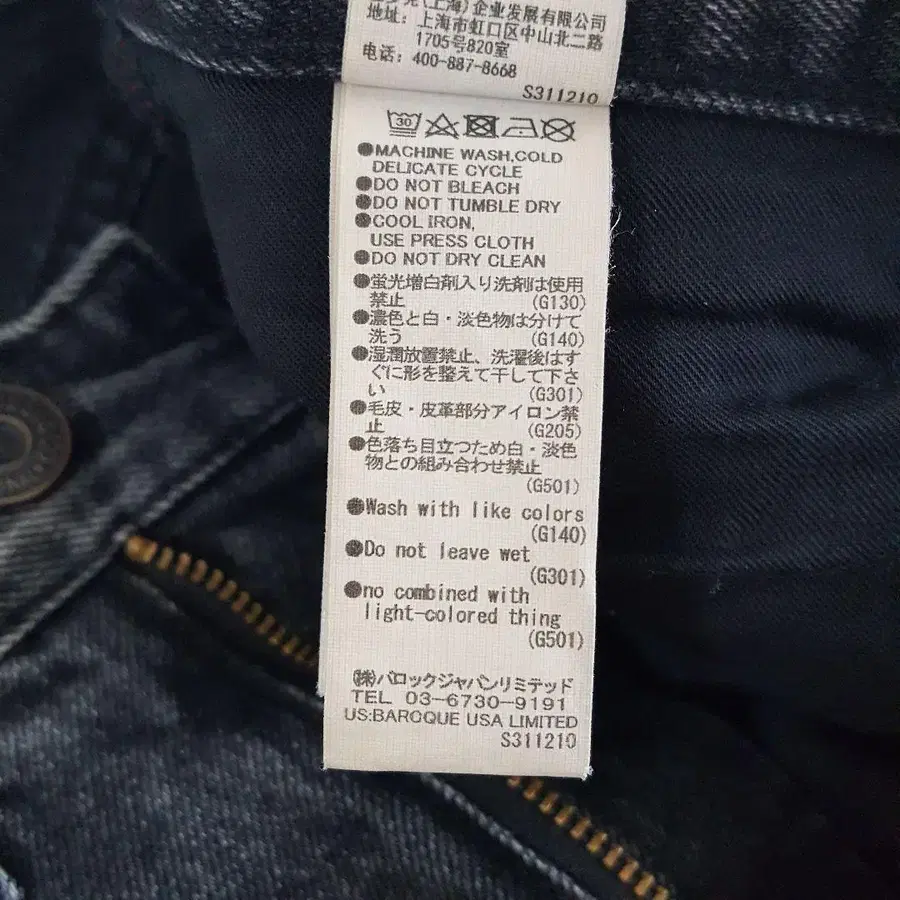 (上海)企业发展有限公司
地址: 上海市虹口区中山北二路
1705号820室
电话: 400-887-8668
S311210
30
●MACHINE WASH,COLD
DELICATE CYCLE
●DO NOT BLEACH
●DO NOT TUMBLE DRY
●COOL IRON,
USE PRESS CLOTH
●DO NOT DRY CLEAN
●蛍光増白剤入り洗剤は使用
禁止 (G130)
●濃色と白・淡色物は分けて
洗う (G140)
●湿潤放置禁止、洗濯後はす
ぐに形を整えて干して下さ
い (G301)
●毛皮・皮革部分アイロン禁
止 (G205)
●色落ち目立つため白・淡色
物との組み合わせ禁止
(G501)
●Wash with like colors
(G140)
●Do not leave wet
(G301)
●no combined with
light-colored thing
(G501)
㈱バロックジャパンリミテッド
TEL 03-6730-9191
US:BAROQUE USA LIMITED
S311210